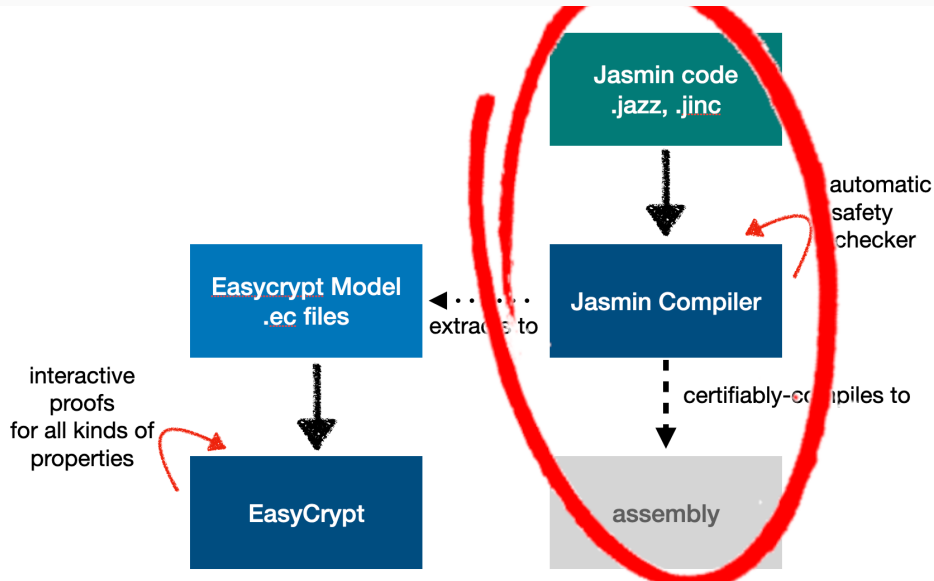 Jasmin code
.jazz, .jinc
automatic
safety
checker
Easycrypt Model
.ec files
extracts to
Jasmin Compiler
interactive
proofs
for all kinds of
properties
certifiably-compiles to
EasyCrypt
assembly